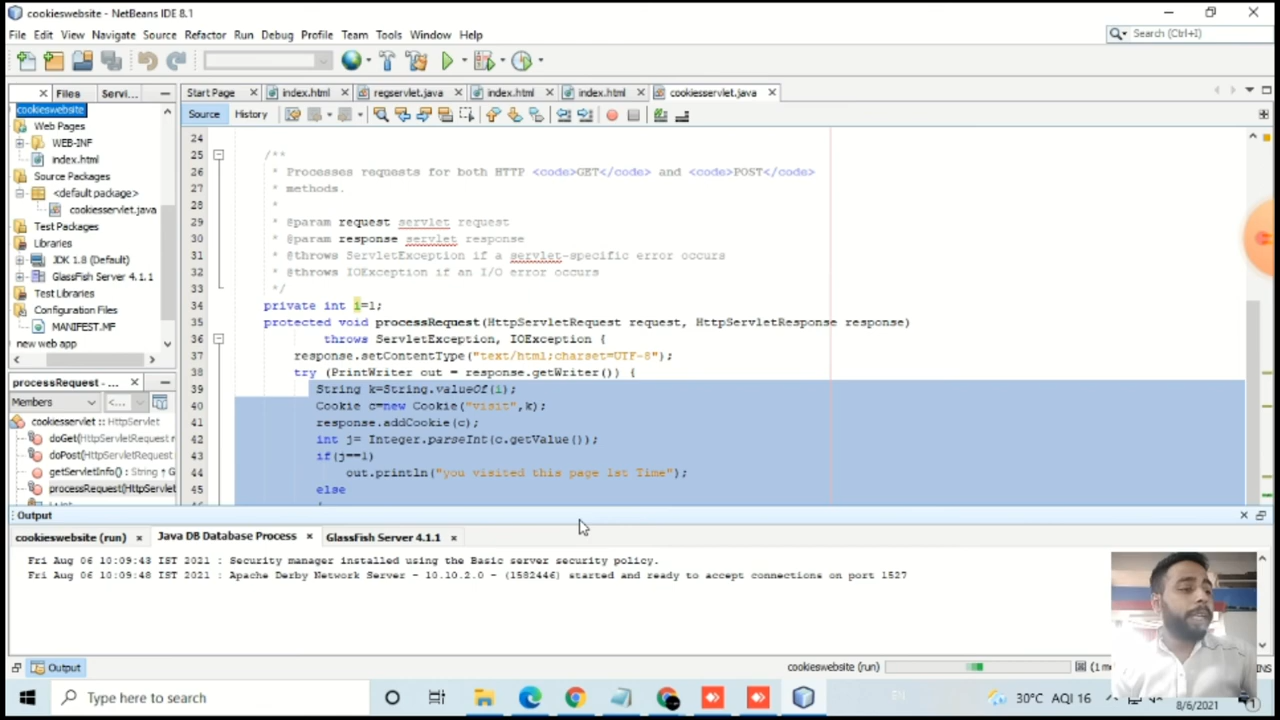 cookieswebsite - NetBeans IDE 8.1
File Edit View Navigate Source Refactor Run Debug Profile Team Tools Window Help
Search (Ctrl+I)
Files Servi...
Start Page index.html regservlet.java index.html index.html cookiesservlet.java
cookieswebsite
Source History
Web Pages
WEB-INF
index.html
Source Packages
<default package>
cookiesservlet.java
Test Packages
Libraries
JDK 1.8 (Default)
GlassFish Server 4.1.1
Test Libraries
Configuration Files
MANIFEST.MF
new web app
24
25 /**
26 * Processes requests for both HTTP <code>GET</code> and <code>POST</code>
27 * methods.
28 *
29 * @param request servlet request
30 * @param response servlet response
31 * @throws ServletException if a servlet-specific error occurs
32 * @throws IOException if an I/O error occurs
33 */
34 private int i=1;
35 protected void processRequest(HttpServletRequest request, HttpServletResponse response)
36 throws ServletException, IOException {
37 response.setContentType("text/html;charset=UTF-8");
38 try (PrintWriter out = response.getWriter()) {
39 String k=String.valueOf(i);
40 Cookie c=new Cookie("visit",k);
41 response.addCookie(c);
42 int j= Integer.parseInt(c.getValue());
43 if(j==1)
44 out.println("you visited this page 1st Time");
45 else
processRequest - ...
Members <...
cookiesservlet :: HttpServlet
doGet(HttpServletRequest r
doPost(HttpServletRequest
getServletInfo() : String ↑ G
processRequest(HttpServlet
Output
cookieswebsite (run) Java DB Database Process GlassFish Server 4.1.1
Fri Aug 06 10:09:43 IST 2021 : Security manager installed using the Basic server security policy.
Fri Aug 06 10:09:48 IST 2021 : Apache Derby Network Server - 10.10.2.0 - (1582446) started and ready to accept connections on port 1527
Output
cookieswebsite (run)
INS
Type here to search
30°C AQI 16
8/6/2021